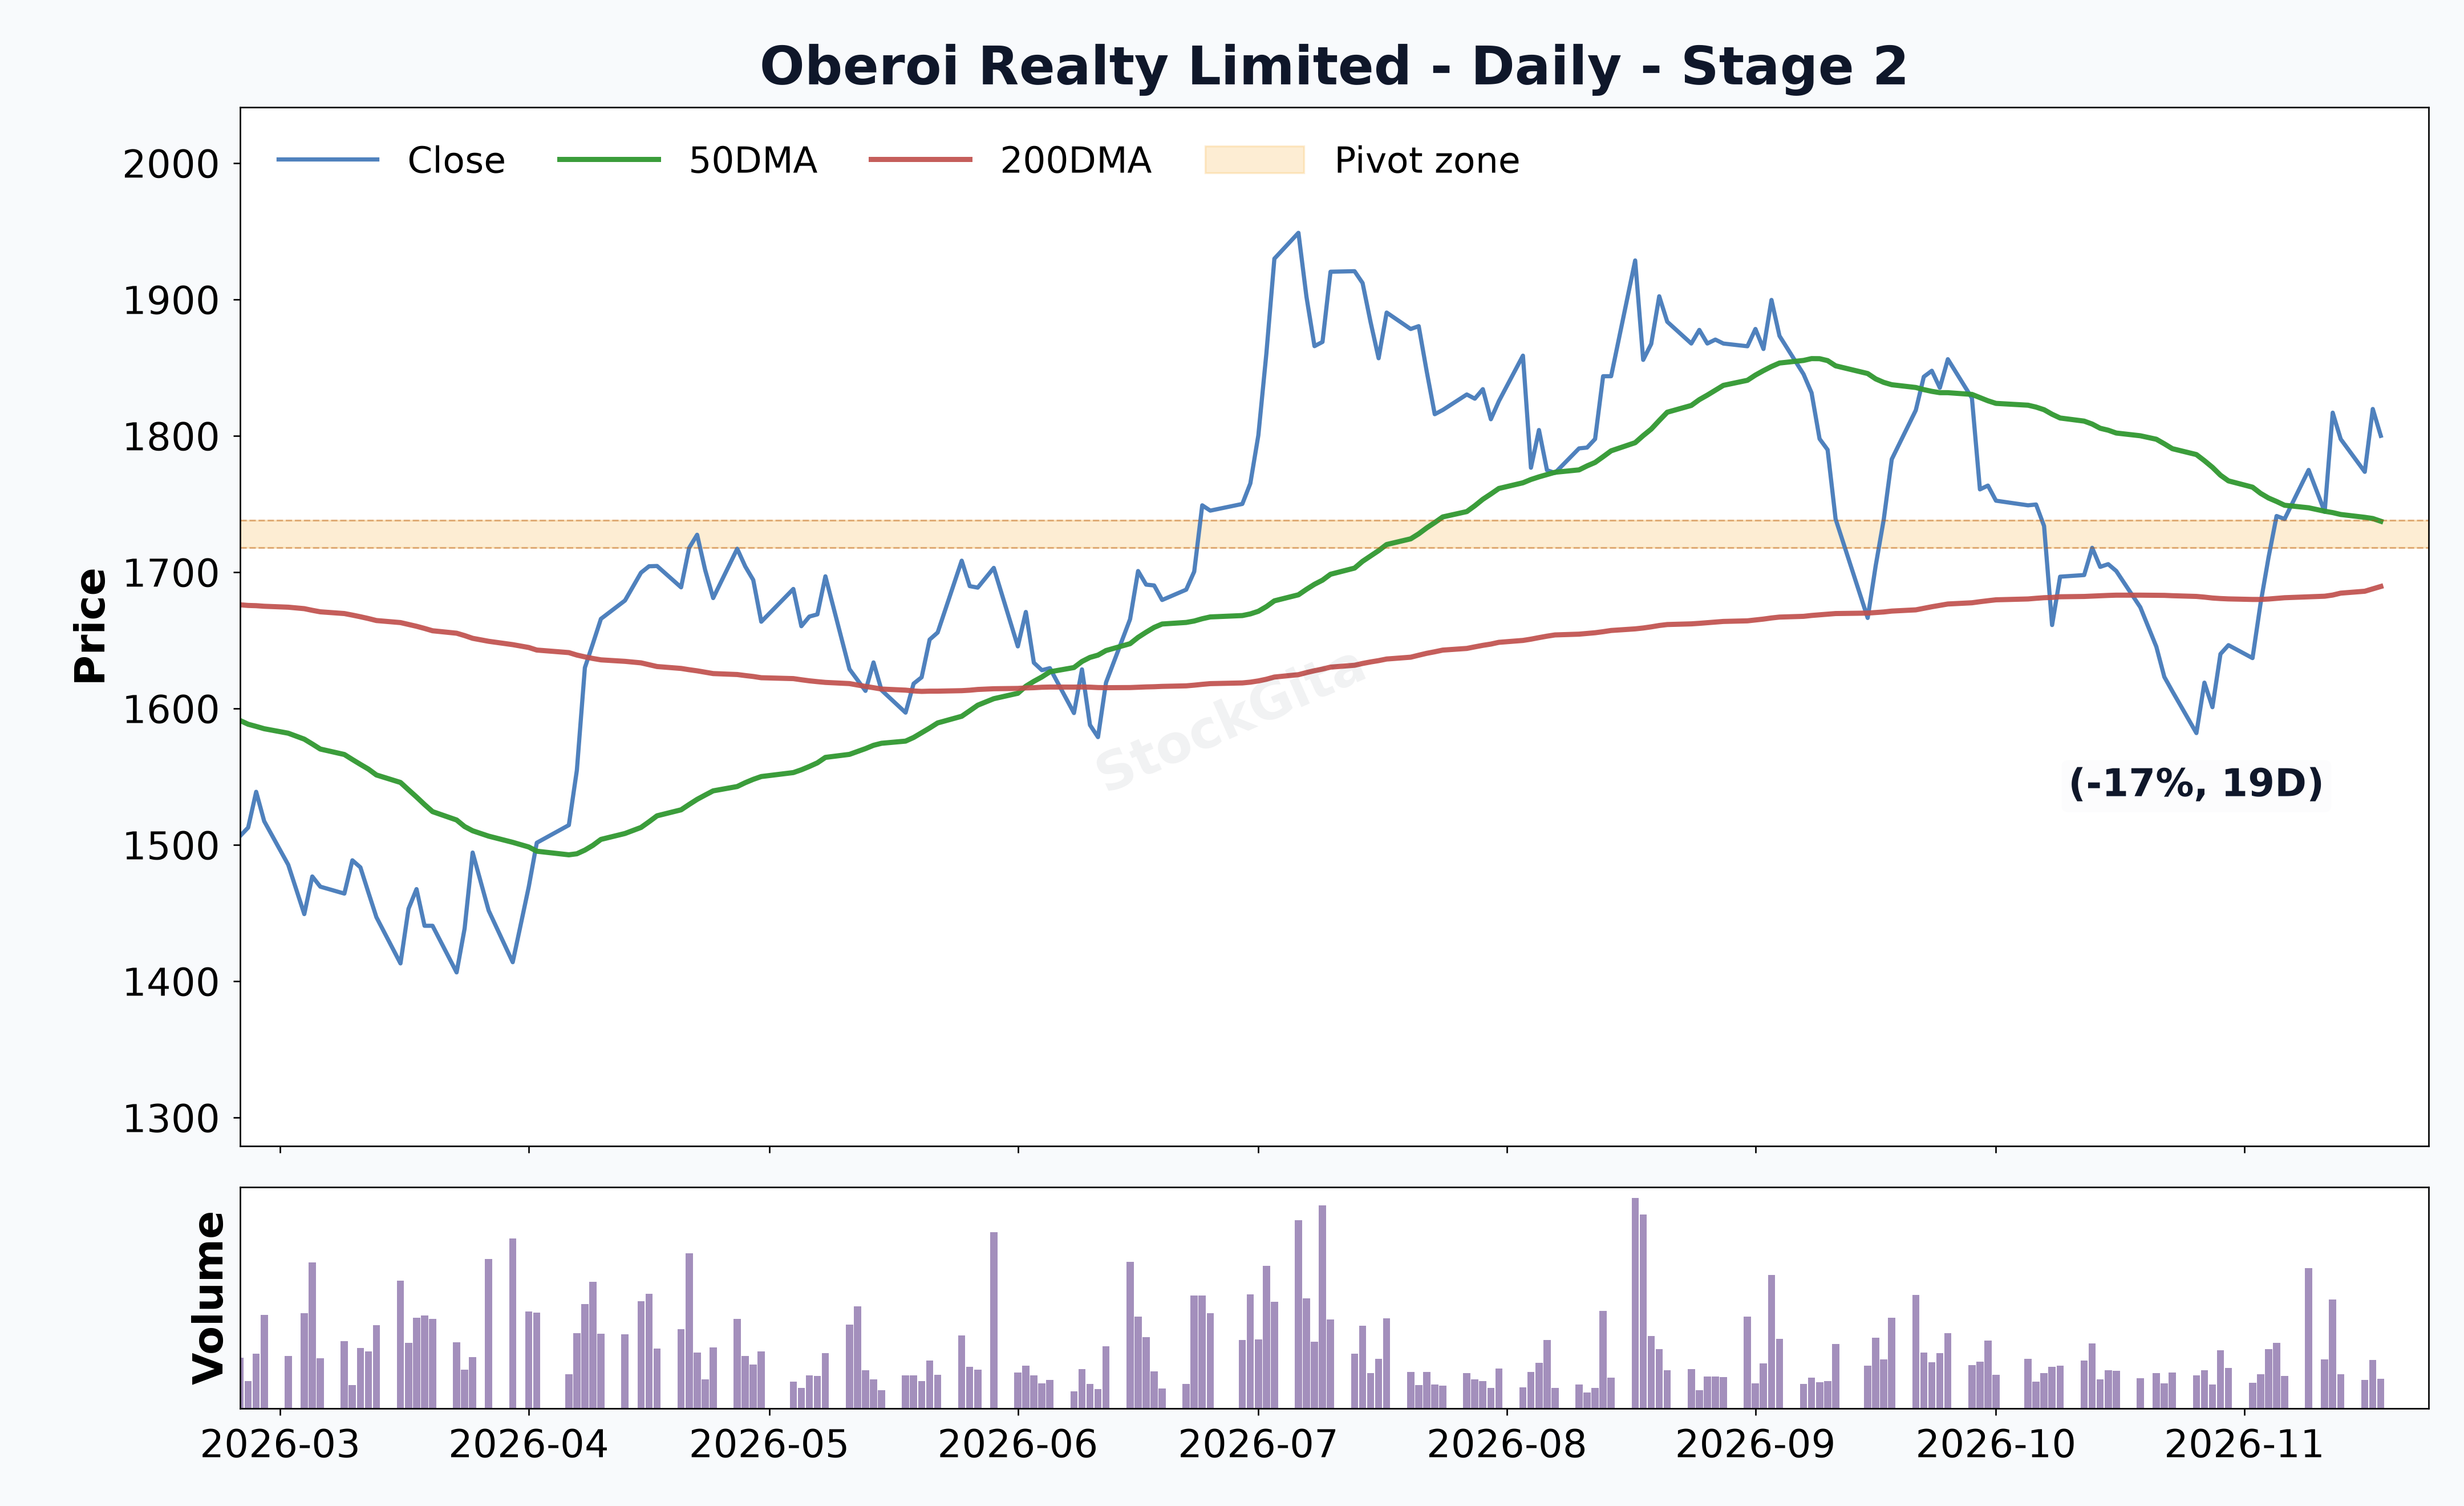 Oberoi Realty Limited - Daily - Stage 2
Close 50DMA 200DMA Pivot zone
Price
2000
1900
1800
1700
1600
1500
1400
1300
StockGita
(-17%, 19D)
Volume
2026-03 2026-04 2026-05 2026-06 2026-07 2026-08 2026-09 2026-10 2026-11